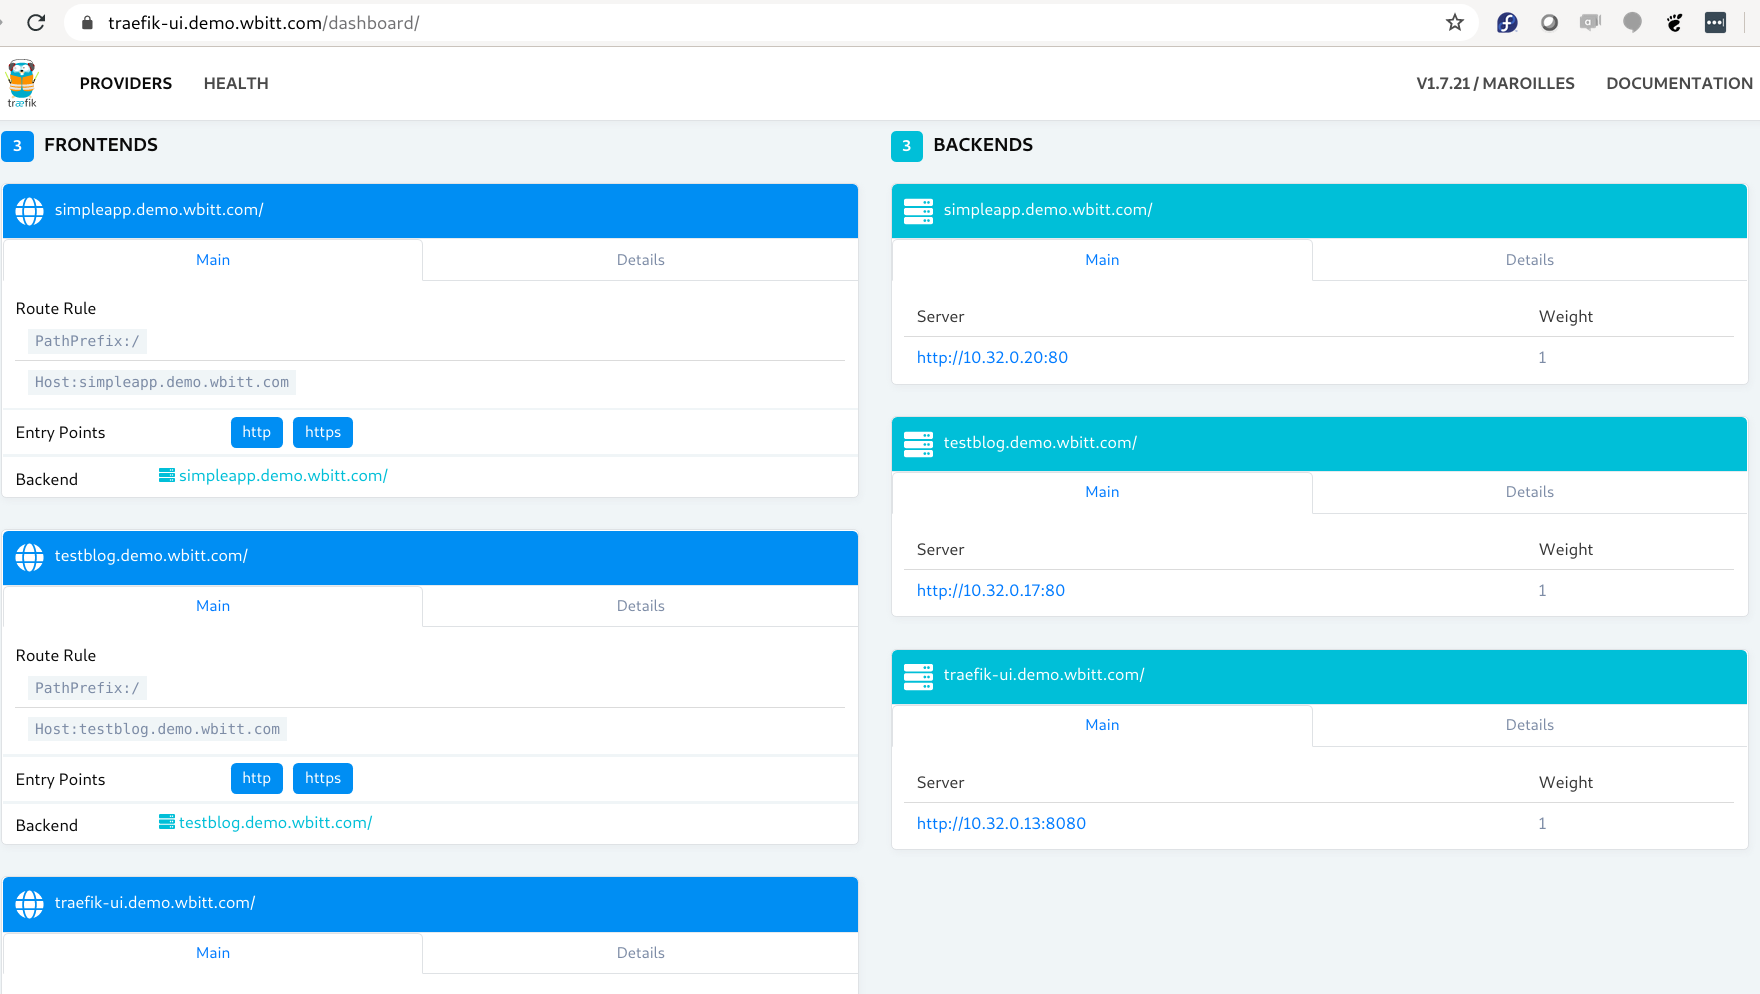 traefik-ui.demo.wbitt.com/dashboard/
træfik
PROVIDERS HEALTH V1.7.21 / MAROILLES DOCUMENTATION
3 FRONTENDS
simpleapp.demo.wbitt.com/
Main Details
Route Rule
PathPrefix:/
Host:simpleapp.demo.wbitt.com
Entry Points http https
Backend simpleapp.demo.wbitt.com/
testblog.demo.wbitt.com/
Main Details
Route Rule
PathPrefix:/
Host:testblog.demo.wbitt.com
Entry Points http https
Backend testblog.demo.wbitt.com/
traefik-ui.demo.wbitt.com/
Main Details
3 BACKENDS
simpleapp.demo.wbitt.com/
Main Details
Server Weight
http://10.32.0.20:80 1
testblog.demo.wbitt.com/
Main Details
Server Weight
http://10.32.0.17:80 1
traefik-ui.demo.wbitt.com/
Main Details
Server Weight
http://10.32.0.13:8080 1